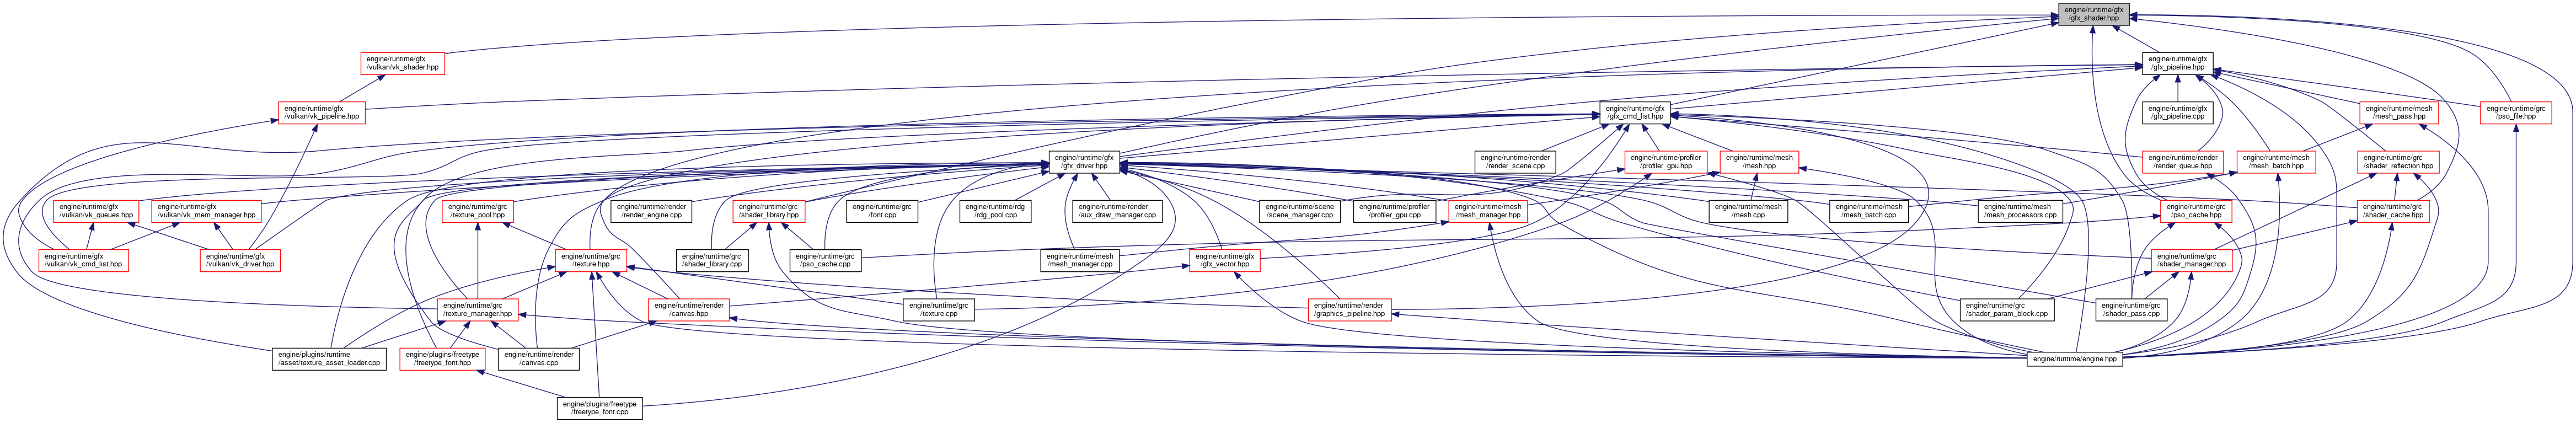 engine/runtime/gfx
/gfx_shader.hpp
engine/runtime/gfx
/vulkan/vk_shader.hpp
engine/runtime/gfx
/gfx_pipeline.hpp
engine/runtime/gfx
/vulkan/vk_pipeline.hpp
engine/runtime/gfx
/gfx_cmd_list.hpp
engine/runtime/gfx
/gfx_pipeline.cpp
engine/runtime/mesh
/mesh_pass.hpp
engine/runtime/grc
/pso_file.hpp
engine/runtime/gfx
/gfx_driver.hpp
engine/runtime/render
/render_scene.cpp
engine/runtime/profiler
/profiler_gpu.hpp
engine/runtime/mesh
/mesh.hpp
engine/runtime/render
/render_queue.hpp
engine/runtime/mesh
/mesh_batch.hpp
engine/runtime/grc
/shader_reflection.hpp
engine/runtime/gfx
/vulkan/vk_queues.hpp
engine/runtime/gfx
/vulkan/vk_mem_manager.hpp
engine/runtime/grc
/texture_pool.hpp
engine/runtime/render
/render_engine.cpp
engine/runtime/grc
/shader_library.hpp
engine/runtime/grc
/font.cpp
engine/runtime/rdg
/rdg_pool.cpp
engine/runtime/render
/aux_draw_manager.cpp
engine/runtime/scene
/scene_manager.cpp
engine/runtime/profiler
/profiler_gpu.cpp
engine/runtime/mesh
/mesh_manager.hpp
engine/runtime/mesh
/mesh.cpp
engine/runtime/mesh
/mesh_batch.cpp
engine/runtime/mesh
/mesh_processors.cpp
engine/runtime/grc
/pso_cache.hpp
engine/runtime/grc
/shader_cache.hpp
engine/runtime/gfx
/vulkan/vk_cmd_list.hpp
engine/runtime/gfx
/vulkan/vk_driver.hpp
engine/runtime/grc
/texture.hpp
engine/runtime/grc
/shader_library.cpp
engine/runtime/grc
/pso_cache.cpp
engine/runtime/mesh
/mesh_manager.cpp
engine/runtime/gfx
/gfx_vector.hpp
engine/runtime/grc
/shader_manager.hpp
engine/runtime/grc
/texture_manager.hpp
engine/runtime/render
/canvas.hpp
engine/runtime/grc
/texture.cpp
engine/runtime/render
/graphics_pipeline.hpp
engine/runtime/grc
/shader_param_block.cpp
engine/runtime/grc
/shader_pass.cpp
engine/plugins/runtime
/asset/texture_asset_loader.cpp
engine/plugins/freetype
/freetype_font.hpp
engine/runtime/render
/canvas.cpp
engine/runtime/engine.hpp
engine/plugins/freetype
/freetype_font.cpp